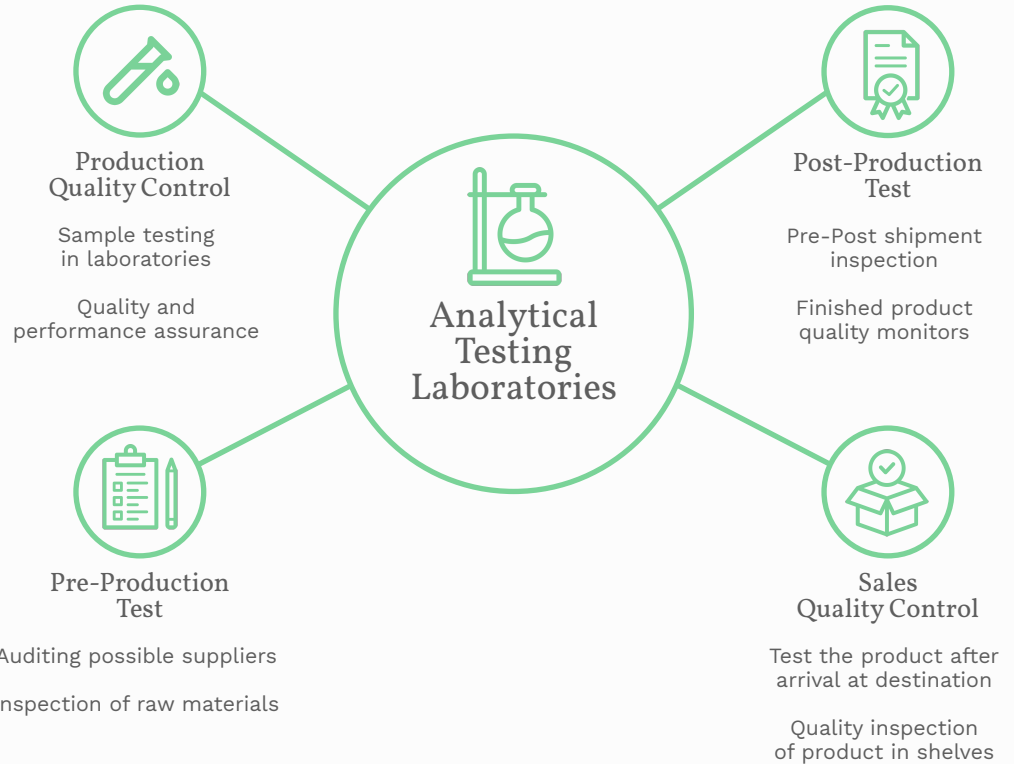 Production
Quality Control
Sample testing
in laboratories
Quality and
performance assurance
Post-Production
Test
Pre-Post shipment
inspection
Finished product
quality monitors
Analytical
Testing
Laboratories
Pre-Production
Test
Auditing possible suppliers
nspection of raw materials
Sales
Quality Control
Test the product after
arrival at destination
Quality inspection
of product in shelves